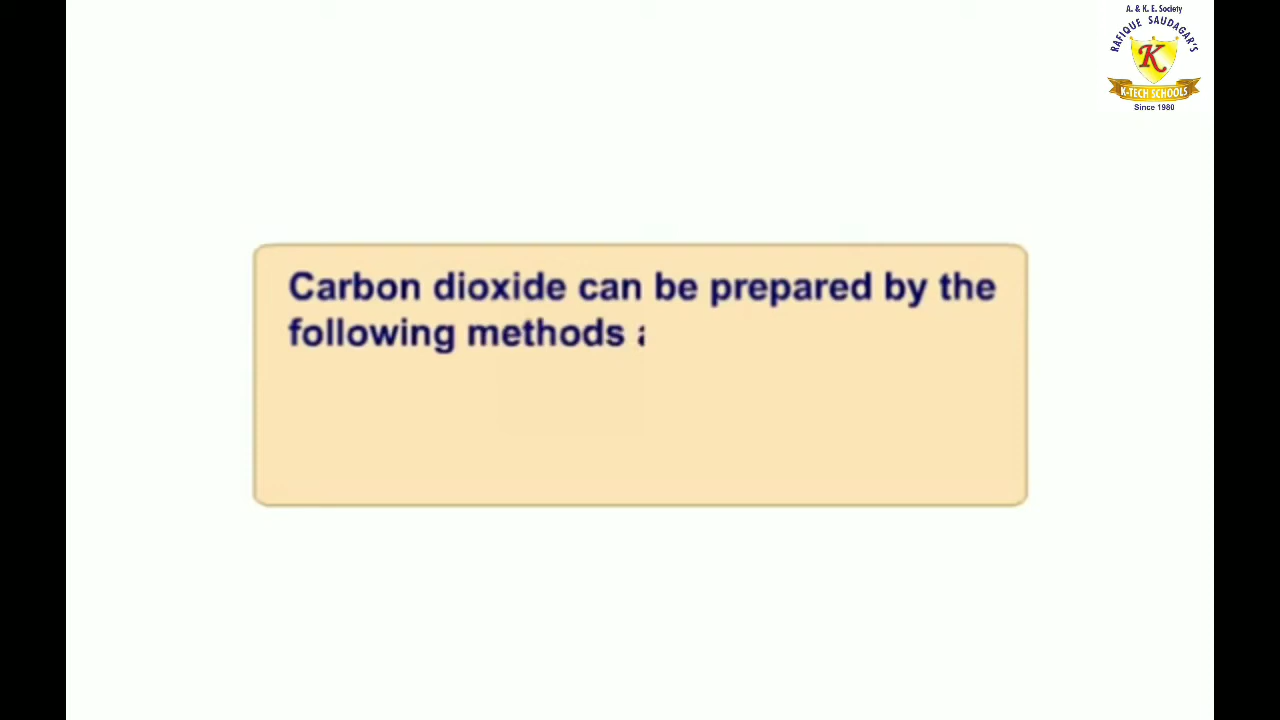 A. & K. E. Society
RAFIQUE SAUDAGAR'S
K
K-TECH SCHOOLS
Since 1980
Carbon dioxide can be prepared by the
following methods